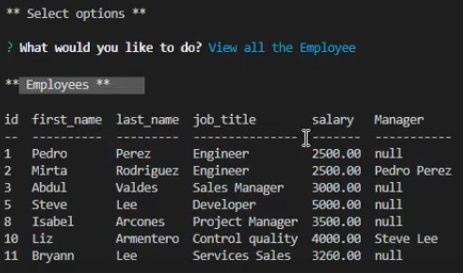 ** Select options **
? What would you like to do? View all the Employee
** Employees **
id first_name last_name job_title salary Manager
-- ---------- --------- --------------- ------- -----------
1 Pedro Perez Engineer 2500.00 null
2 Mirta Rodriguez Engineer 2500.00 Pedro Perez
3 Abdul Valdes Sales Manager 3000.00 null
5 Steve Lee Developer 5000.00 null
8 Isabel Arcones Project Manager 3500.00 null
10 Liz Armentero Control quality 4000.00 Steve Lee
11 Bryann Lee Services Sales 3260.00 null